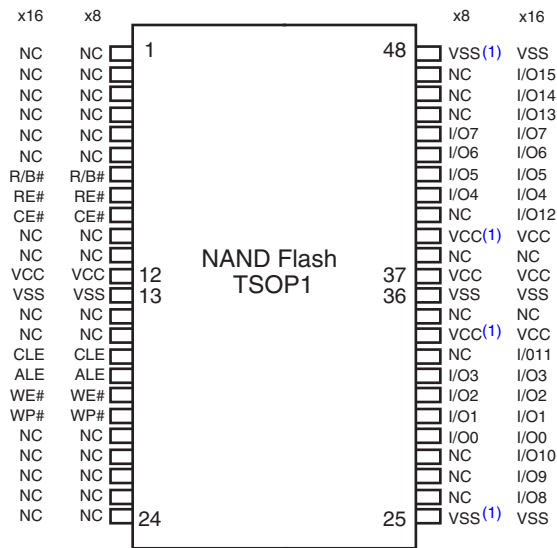 x16 x8 x8 x16
NC NC 1 48 VSS(1) VSS
NC NC NC I/O15
NC NC NC I/O14
NC NC NC I/O13
NC NC I/O7 I/O7
NC NC I/O6 I/O6
R/B# R/B# I/O5 I/O5
RE# RE# I/O4 I/O4
CE# CE# NC I/O12
NC NC VCC(1) VCC
NC NC NAND Flash NC NC
VCC VCC 12 TSOP1 37 VCC VCC
VSS VSS 13 36 VSS VSS
NC NC NC NC
NC NC VCC(1) VCC
CLE CLE NC I/011
ALE ALE I/O3 I/O3
WE# WE# I/O2 I/O2
WP# WP# I/O1 I/O1
NC NC I/O0 I/O0
NC NC NC I/O10
NC NC NC I/O9
NC NC NC I/O8
NC NC 24 25 VSS(1) VSS